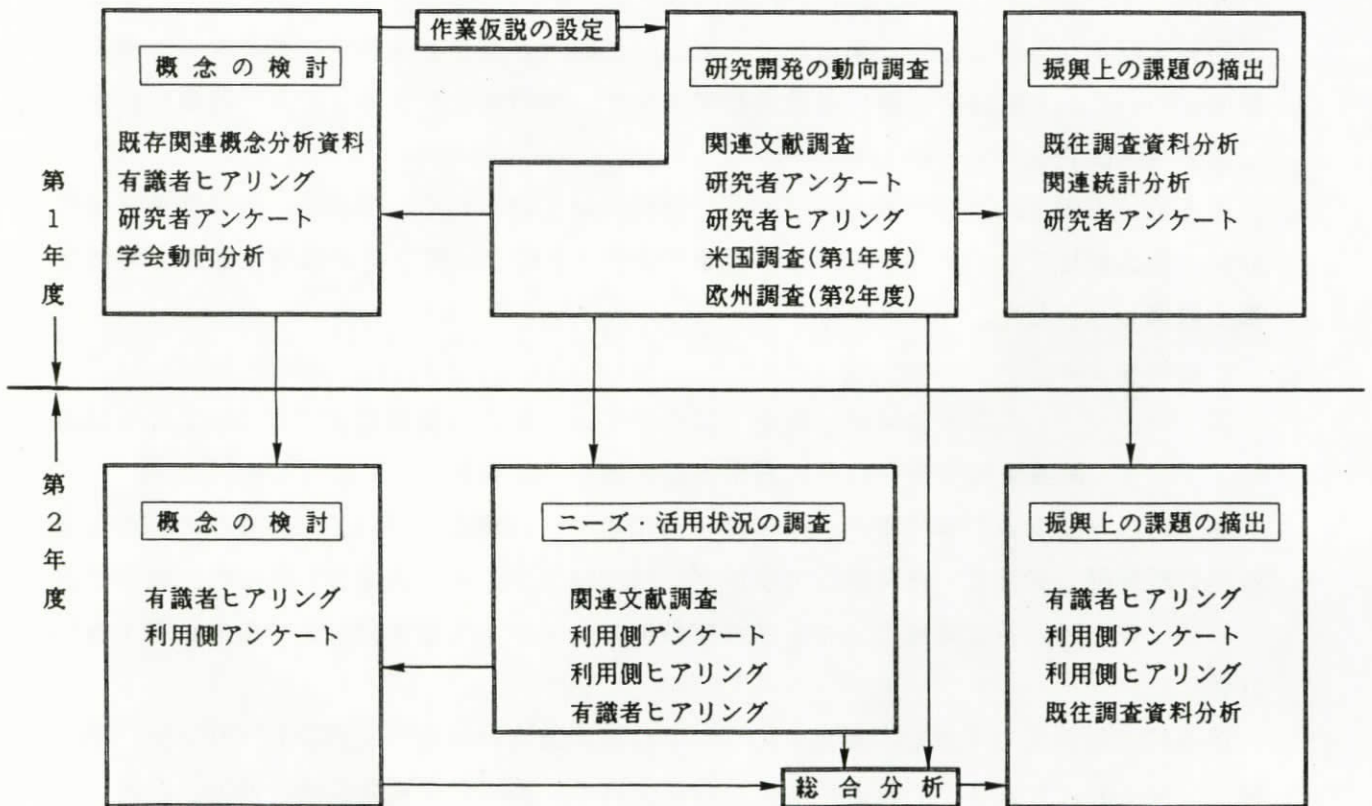 作業仮説の設定
概念の検討
既存関連概念分析資料
有識者ヒアリング
研究者アンケート
学会動向分析
研究開発の動向調査
関連文献調査
研究者アンケート
研究者ヒアリング
米国調査(第1年度)
欧州調査(第2年度)
振興上の課題の摘出
既往調査資料分析
関連統計分析
研究者アンケート
第1年度
第2年度
概念の検討
有識者ヒアリング
利用側アンケート
ニーズ・活用状況の調査
関連文献調査
利用側アンケート
利用側ヒアリング
有識者ヒアリング
振興上の課題の摘出
有識者ヒアリング
利用側アンケート
利用側ヒアリング
既往調査資料分析
総合分析